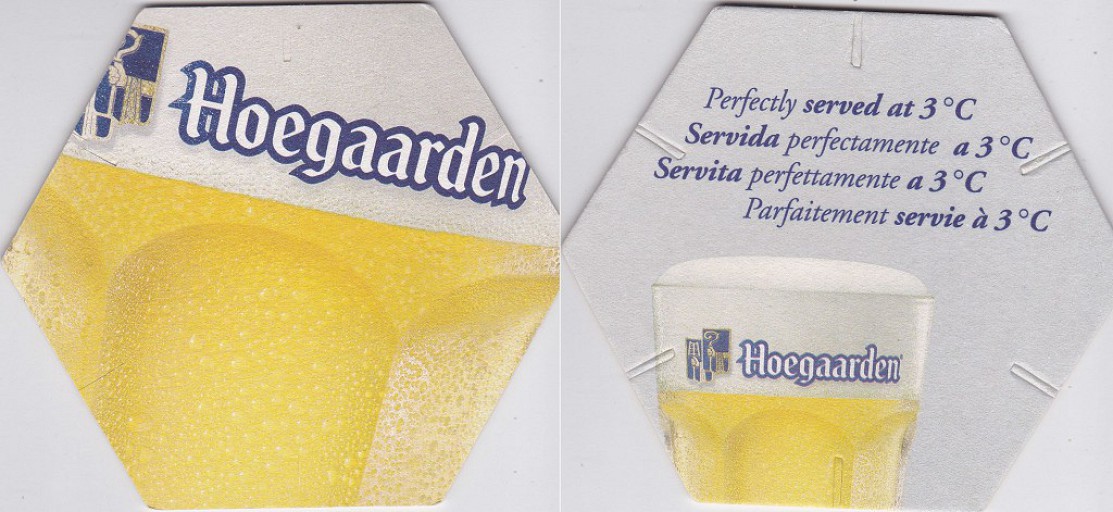 Hoegaarden
Perfectly served at 3°C
Servida perfectamente a 3°C
Servita perfettamente a 3°C
Parfaitement servie à 3°C
Hoegaarden